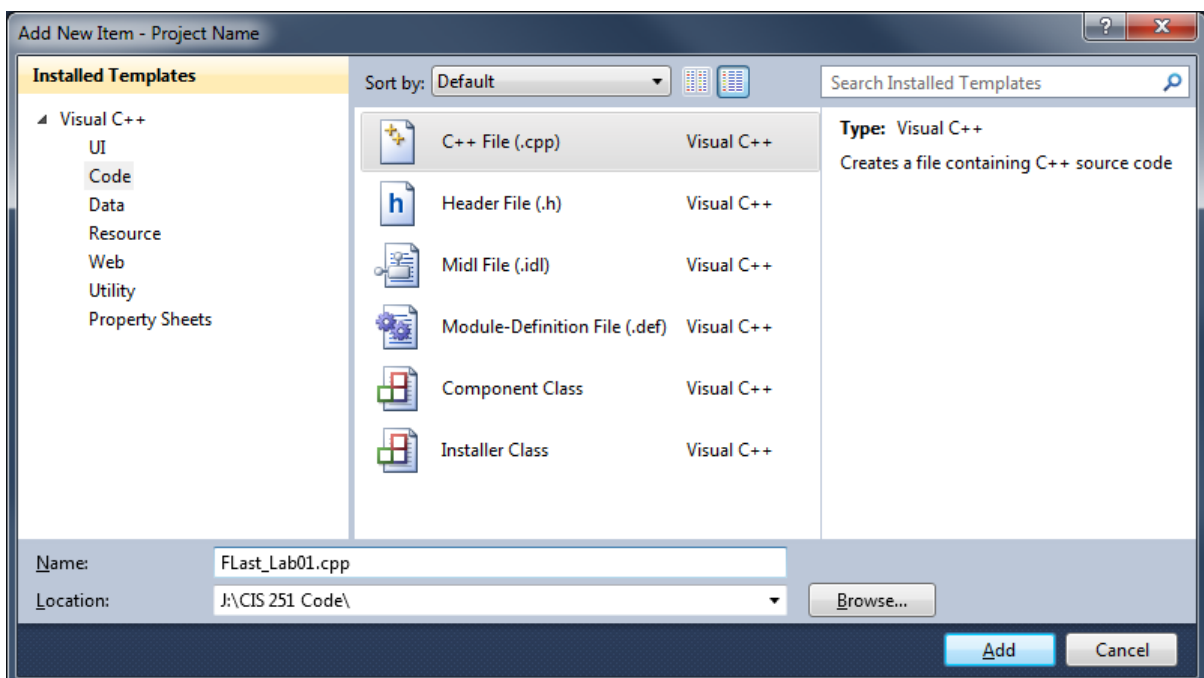 Add New Item - Project Name
Installed Templates
Visual C++
UI
Code
Data
Resource
Web
Utility
Property Sheets
Sort by: Default
C++ File (.cpp) Visual C++
Header File (.h) Visual C++
Midl File (.idl) Visual C++
Module-Definition File (.def) Visual C++
Component Class Visual C++
Installer Class Visual C++
Search Installed Templates
Type: Visual C++
Creates a file containing C++ source code
Name: FLast_Lab01.cpp
Location: J:\CIS 251 Code\
Browse...
Add Cancel